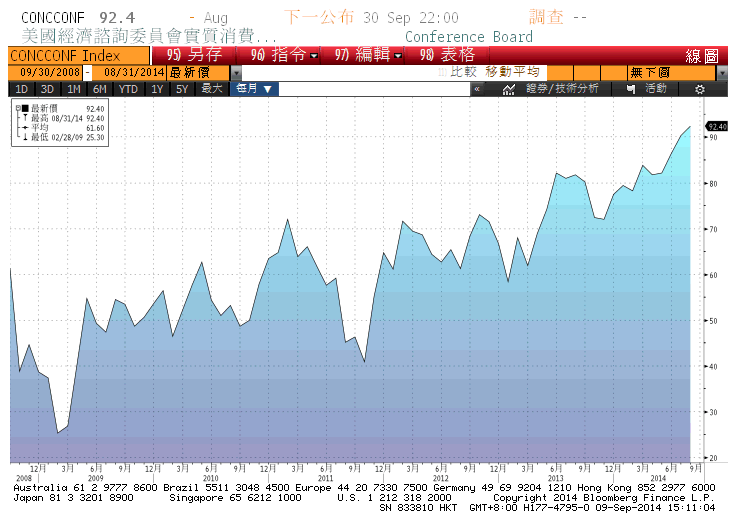 CONCCONF 92.4 - Aug 下一公布 30 Sep 22:00 調查 --
美國經濟諮詢委員會實質消費... Conference Board
CONCCONF Index 95) 另存 96) 指令 97) 編輯 98) 表格 線圖
09/30/2008 - 08/31/2014 最新價 比較 移動平均 無下價
1D 3D 1M 6M YTD 1Y 5Y 最大 每月 ▼ « 證券/技術分析 活動
最新價 92.40
最高 08/31/14 92.40
平均 61.60
最低 02/28/09 25.30
92.40
90
80
70
60
50
40
30
20
12月 3月 6月 9月 12月 3月 6月 9月 12月 3月 6月 9月 12月 3月 6月 9月 12月 3月 6月 9月 12月 3月 6月 9月
2008 2009 2010 2011 2012 2013 2014
Australia 61 2 9777 8600 Brazil 5511 3048 4500 Europe 44 20 7330 7500 Germany 49 69 9204 1210 Hong Kong 852 2977 6000
Japan 81 3 3201 8900 Singapore 65 6212 1000 U.S. 1 212 318 2000 Copyright 2014 Bloomberg Finance L.P.
SN 833810 HKT GMT+8:00 H177-4795-0 09-Sep-2014 15:11:04